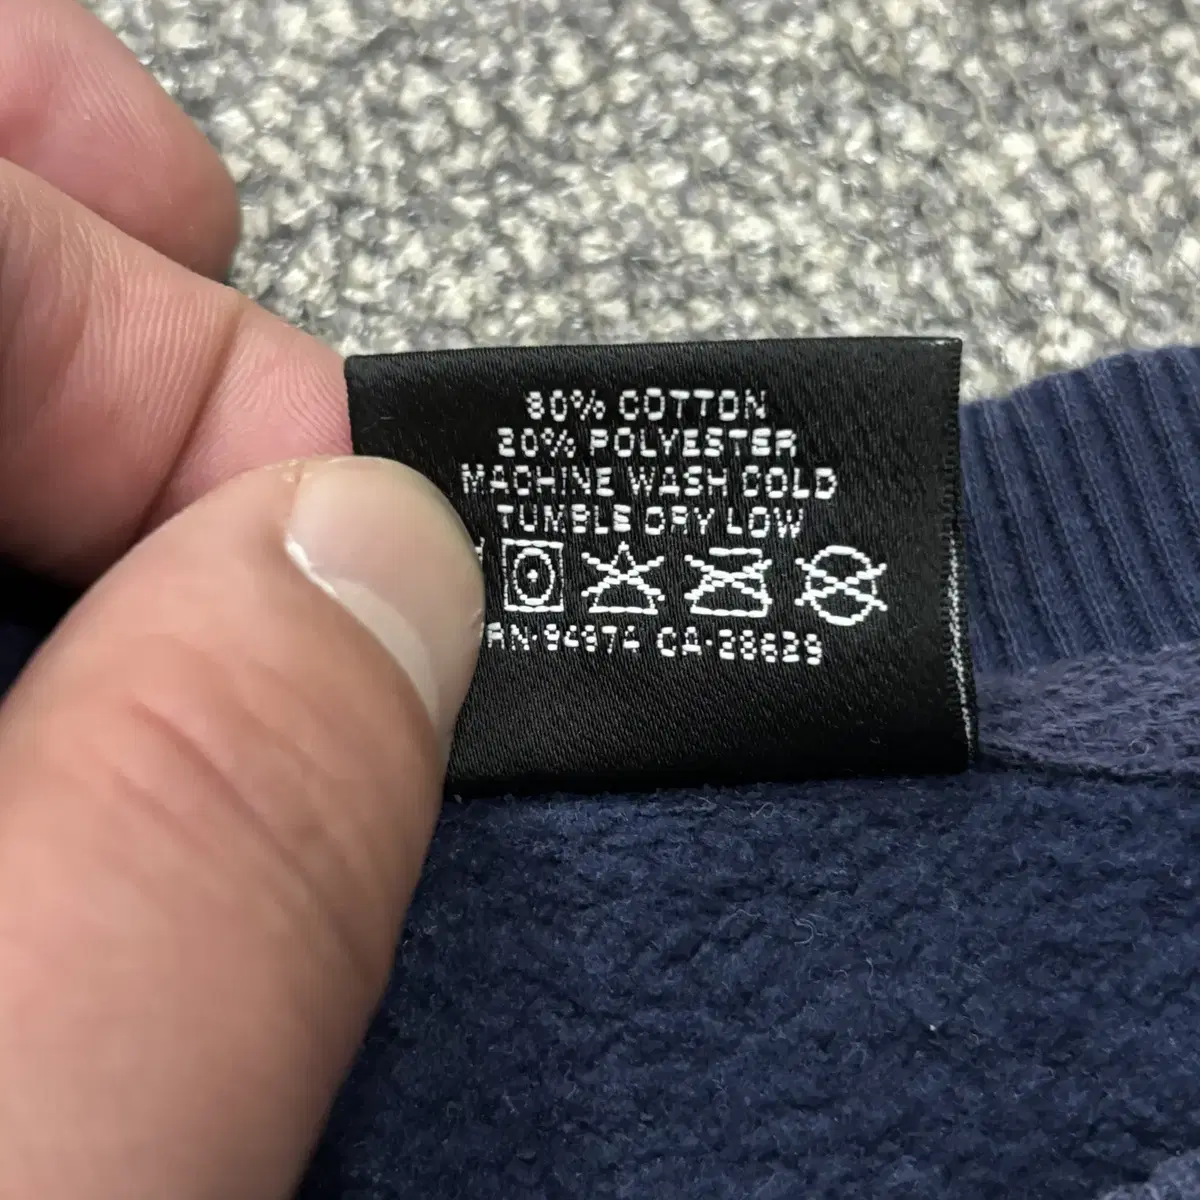 80% COTTON
20% POLYESTER
MACHINE WASH COLD
TUMBLE DRY LOW
RN-94974 CA-28629